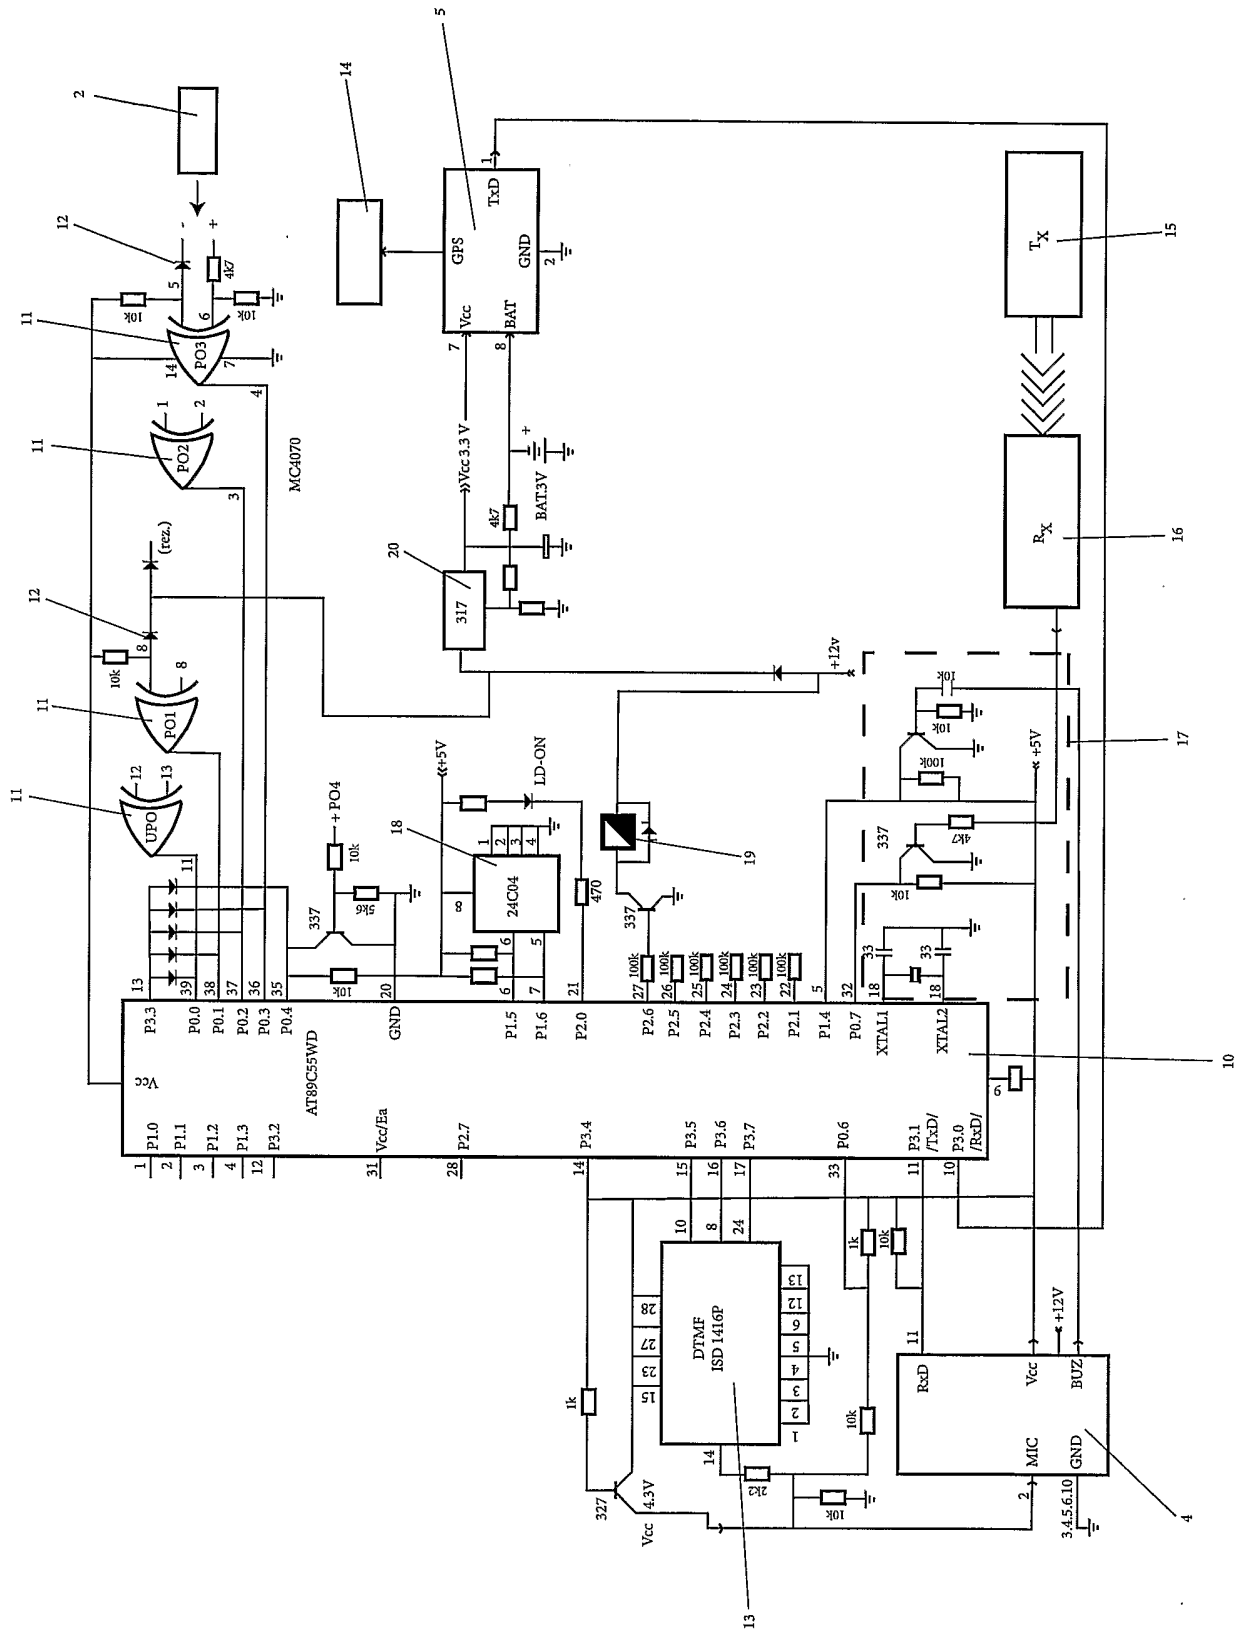 2
12
11
10k
5
-
+
4k7
6
10k
PO3
14
7
4
11
PO2
1
2
3
MC4070
(rez.)
12
8
10k
11
PO1
8
11
UPO
12
13
11
5
14
GPS
TxD
1
GND
2
Vcc
7
BAT
8
Vcc 3.3 V
+
BAT.3V
4k7
20
317
+12v
15
TX
RX
16
17
10k
10k
100k
+5V
4k7
337
10k
33
33
18
18
+5V
LD-ON
18
1
2
3
4
24C04
8
6
5
470
19
337
+ PO4
10k
337
5k6
10k
13
39
38
37
36
35
20
6
7
21
27
100k
26
100k
25
100k
24
100k
23
100k
22
100k
5
32
P3.3
P0.0
P0.1
P0.2
P0.3
P0.4
GND
P1.5
P1.6
P2.0
P2.6
P2.5
P2.4
P2.3
P2.2
P2.1
P1.4
P0.7
XTAL1
XTAL2
Vcc
AT89C55WD
10
9
P1.0
P1.1
P1.2
P1.3
P3.2
Vcc/Ea
P2.7
P3.4
P3.5
P3.6
P3.7
P0.6
P3.1
/TxD/
P3.0
/RxD/
1
2
3
4
12
31
28
14
15
16
17
33
11
10
10
8
24
1k
10k
28
27
23
15
DTMF
ISD 1416P
13
12
6
5
4
3
2
1
14
1k
327
4.3V
Vcc
2k2
10k
10k
13
11
RxD
Vcc
+12V
BUZ
MIC
GND
2
3.4.5.6.10
4